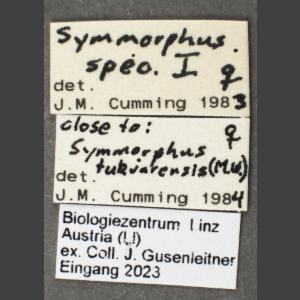 Symmorphus.
spec. I ♀
det.
J.M. Cumming 1983
close to: ♀
Symmorphus
tukvarensis (M.W.)
det.
J.M. Cumming 1984
Biologiezentrum Linz
Austria (LI)
ex. Coll. J. Gusenleitner
Eingang 2023